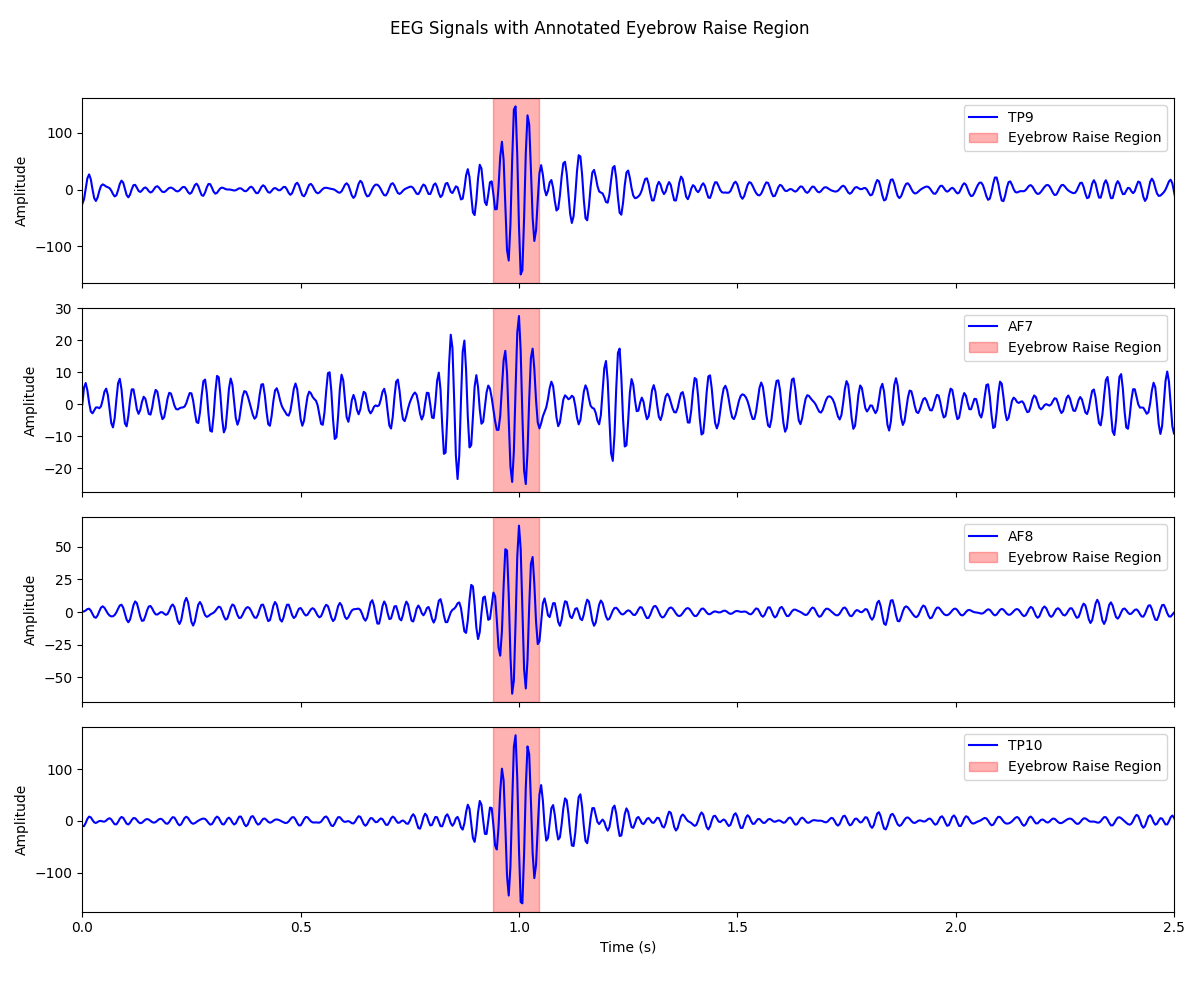 EEG Signals with Annotated Eyebrow Raise Region
TP9
Eyebrow Raise Region
Amplitude
100
0
−100
AF7
Eyebrow Raise Region
Amplitude
30
20
10
0
−10
−20
AF8
Eyebrow Raise Region
Amplitude
50
25
0
−25
−50
TP10
Eyebrow Raise Region
Amplitude
100
0
−100
0.0 0.5 1.0 1.5 2.0 2.5
Time (s)